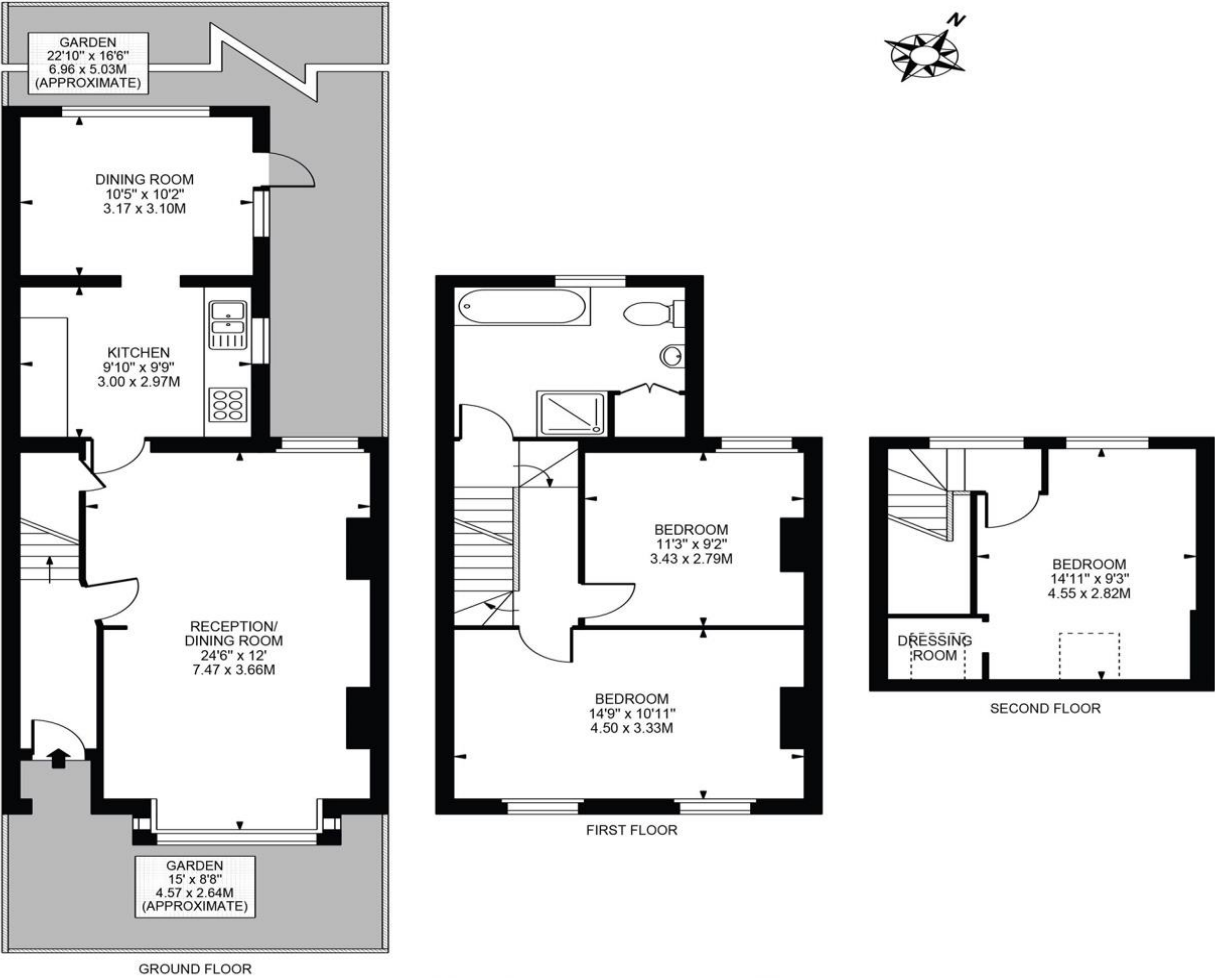 GARDEN
22'10" x 16'6"
6.96 x 5.03M
(APPROXIMATE)
N
DINING ROOM
10'5" x 10'2"
3.17 x 3.10M
KITCHEN
9'10" x 9'9"
3.00 x 2.97M
RECEPTION/
DINING ROOM
24'6" x 12'
7.47 x 3.66M
GARDEN
15' x 8'8"
4.57 x 2.64M
(APPROXIMATE)
GROUND FLOOR
BEDROOM
11'3" x 9'2"
3.43 x 2.79M
BEDROOM
14'9" x 10'11"
4.50 x 3.33M
FIRST FLOOR
BEDROOM
14'11" x 9'3"
4.55 x 2.82M
DRESSING
ROOM
SECOND FLOOR